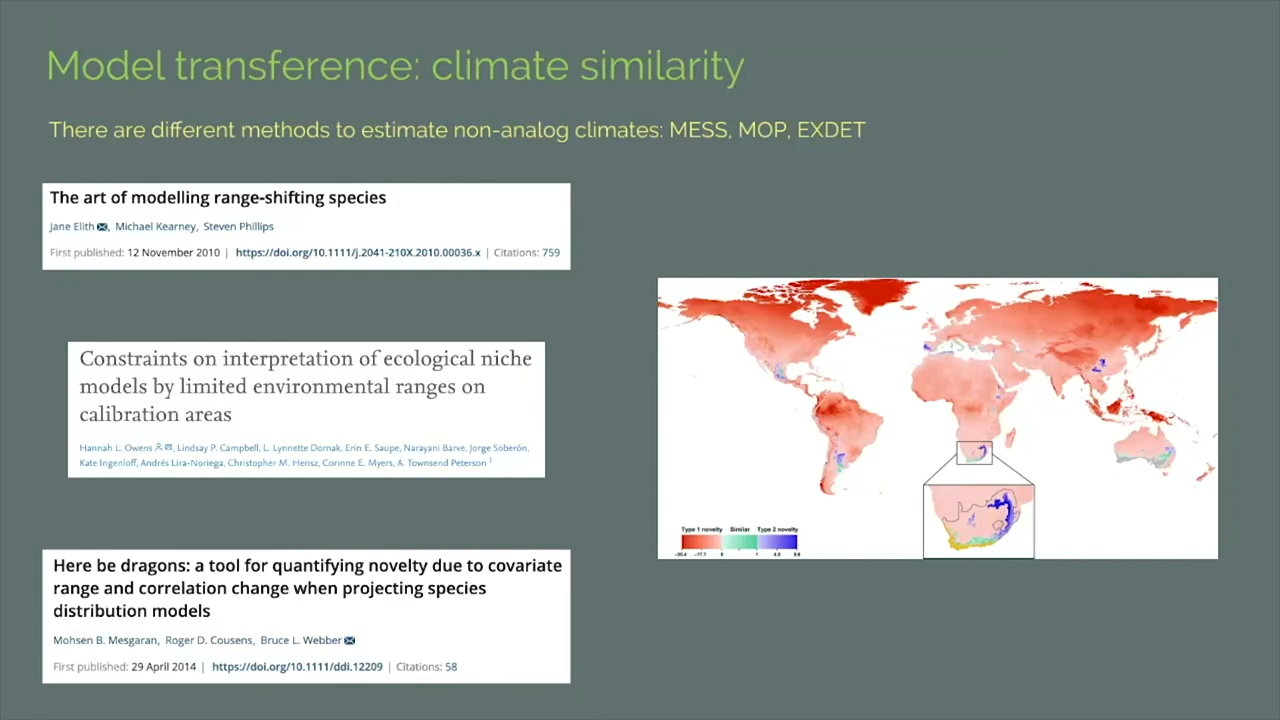 Model transference: climate similarity
There are different methods to estimate non-analog climates: MESS, MOP, EXDET
The art of modelling range-shifting species
Jane Elith, Michael Kearney, Steven Phillips
First published: 12 November 2010 | https://doi.org/10.1111/j.2041-210X.2010.00036.x | Citations: 759
Constraints on interpretation of ecological niche
models by limited environmental ranges on
calibration areas
Hannah L. Owens, Lindsay P. Campbell, L. Lynnette Dornak, Erin E. Saupe, Narayani Barve, Jorge Soberón,
Kate Ingenloff, Andrés Lira-Noriega, Christopher M. Hensz, Corinne E. Myers, A. Townsend Peterson
Here be dragons: a tool for quantifying novelty due to covariate
range and correlation change when projecting species
distribution models
Mohsen B. Mesgaran, Roger D. Cousens, Bruce L. Webber
First published: 29 April 2014 | https://doi.org/10.1111/ddi.12209 | Citations: 58
Type 1 novelty Similar Type 2 novelty
0 1